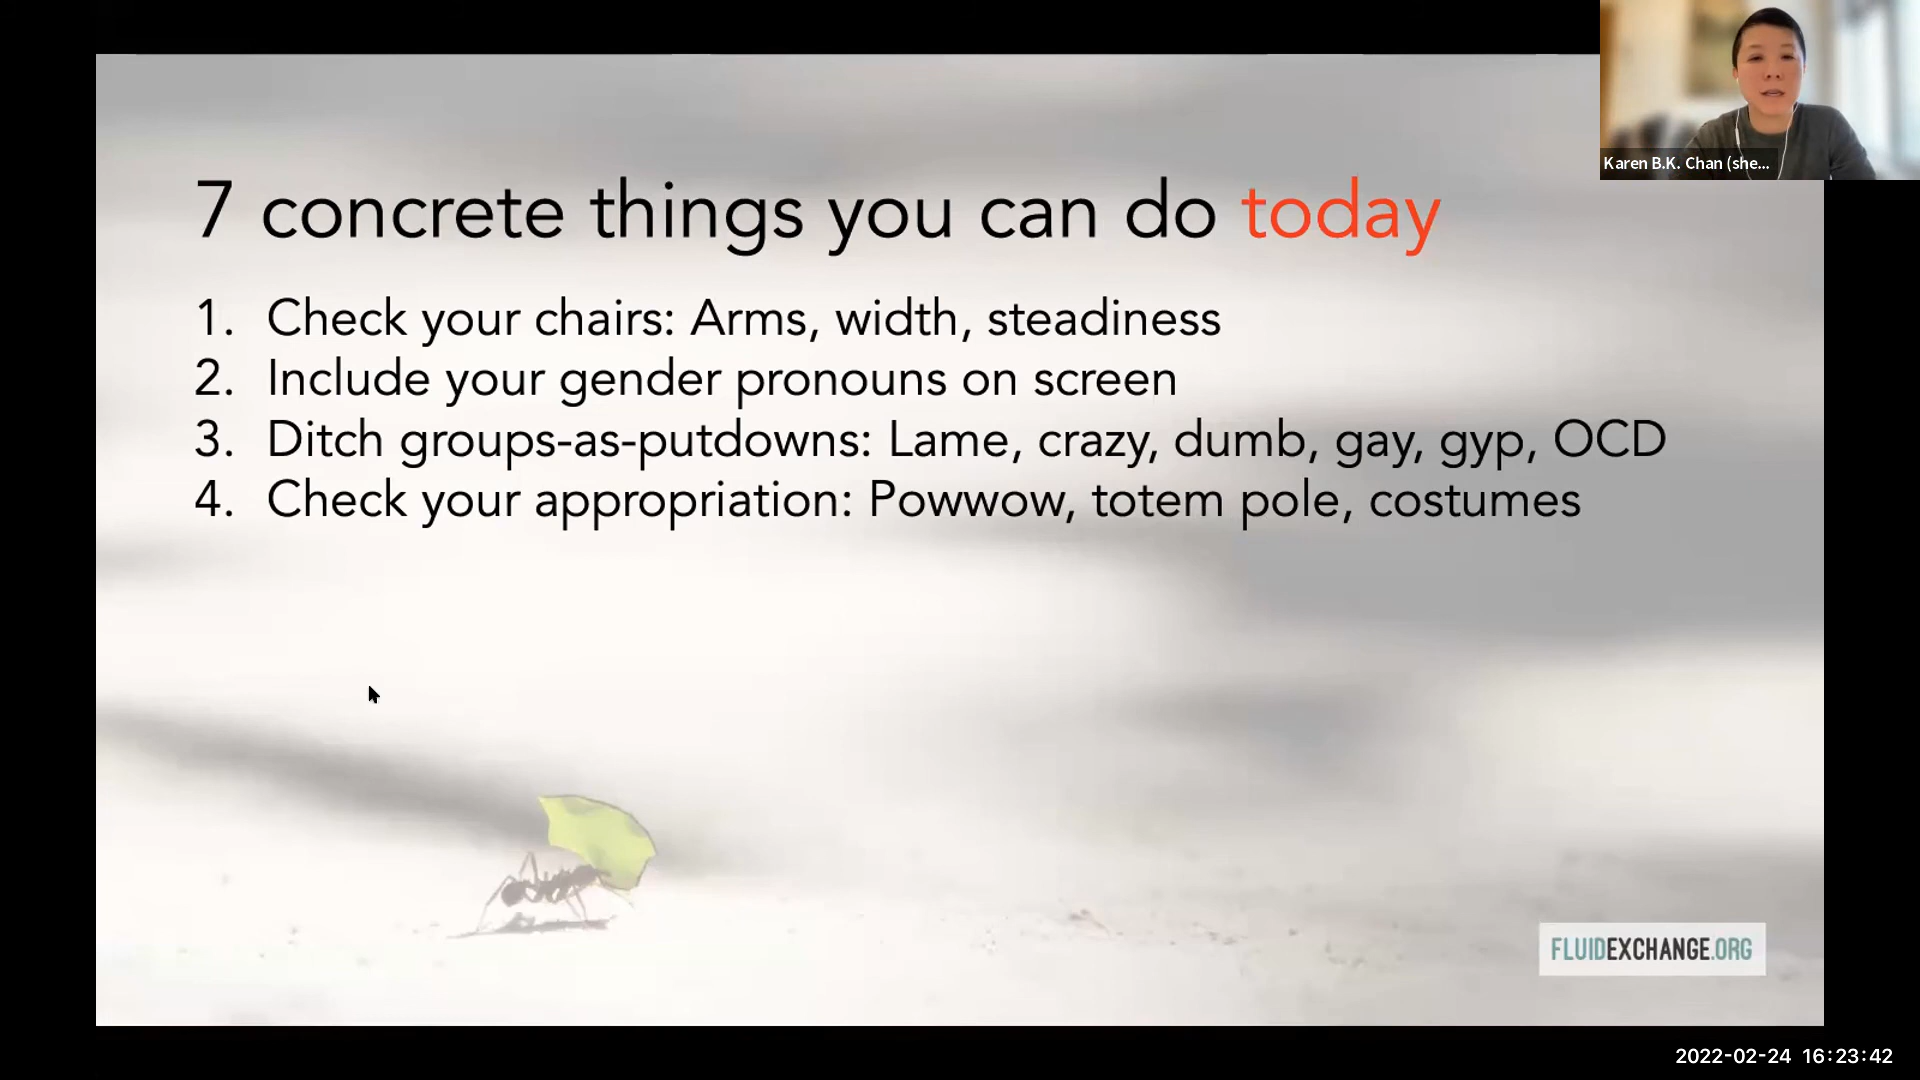 Karen B.K. Chan (she...
7 concrete things you can do today
1. Check your chairs: Arms, width, steadiness
2. Include your gender pronouns on screen
3. Ditch groups-as-putdowns: Lame, crazy, dumb, gay, gyp, OCD
4. Check your appropriation: Powwow, totem pole, costumes
FLUIDEXCHANGE.ORG
2022-02-24 16:23:42